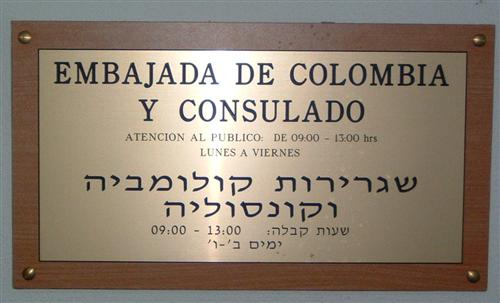 EMBAJADA DE COLOMBIA
Y CONSULADO
ATENCION AL PUBLICO: DE 09:00 - 13:00 hrs
LUNES A VIERNES
שגרירות קולומביה
וקונסוליה
שעות קבלה: 13:00 - 09:00
ימים ב'-ו'